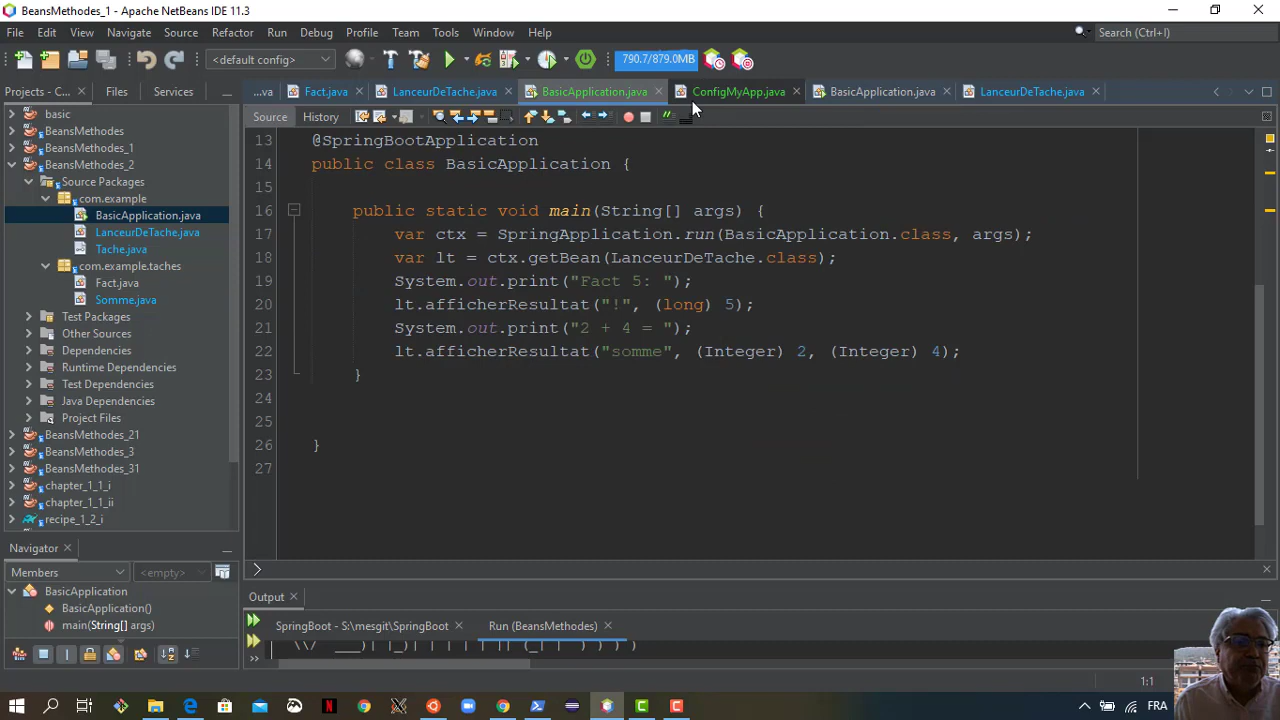 BeansMethodes_1 - Apache NetBeans IDE 11.3
File Edit View Navigate Source Refactor Run Debug Profile Team Tools Window Help
Search (Ctrl+I)
<default config>
790.7/879.0MB
Projects - C...
Files
Services
...va
Fact.java
LanceurDeTache.java
BasicApplication.java
ConfigMyApp.java
BasicApplication.java
LanceurDeTache.java
Source
History
basic
BeansMethodes
BeansMethodes_1
BeansMethodes_2
Source Packages
com.example
BasicApplication.java
LanceurDeTache.java
Tache.java
com.example.taches
Fact.java
Somme.java
Test Packages
Other Sources
Dependencies
Runtime Dependencies
Test Dependencies
Java Dependencies
Project Files
BeansMethodes_21
BeansMethodes_3
BeansMethodes_31
chapter_1_1_i
chapter_1_1_ii
recipe_1_2_i
13 @SpringBootApplication
14 public class BasicApplication {
15
16 public static void main(String[] args) {
17 var ctx = SpringApplication.run(BasicApplication.class, args);
18 var lt = ctx.getBean(LanceurDeTache.class);
19 System.out.print("Fact 5: ");
20 lt.afficherResultat("!", (long) 5);
21 System.out.print("2 + 4 = ");
22 lt.afficherResultat("somme", (Integer) 2, (Integer) 4);
23 }
24
25
26 }
27
Navigator
Members
<empty>
BasicApplication
BasicApplication()
main(String[] args)
Output
SpringBoot - S:\mesgit\SpringBoot
Run (BeansMethodes)
\\/ ___)| |_)| | | | | || (_| | ) ) ) )
1:1
FRA